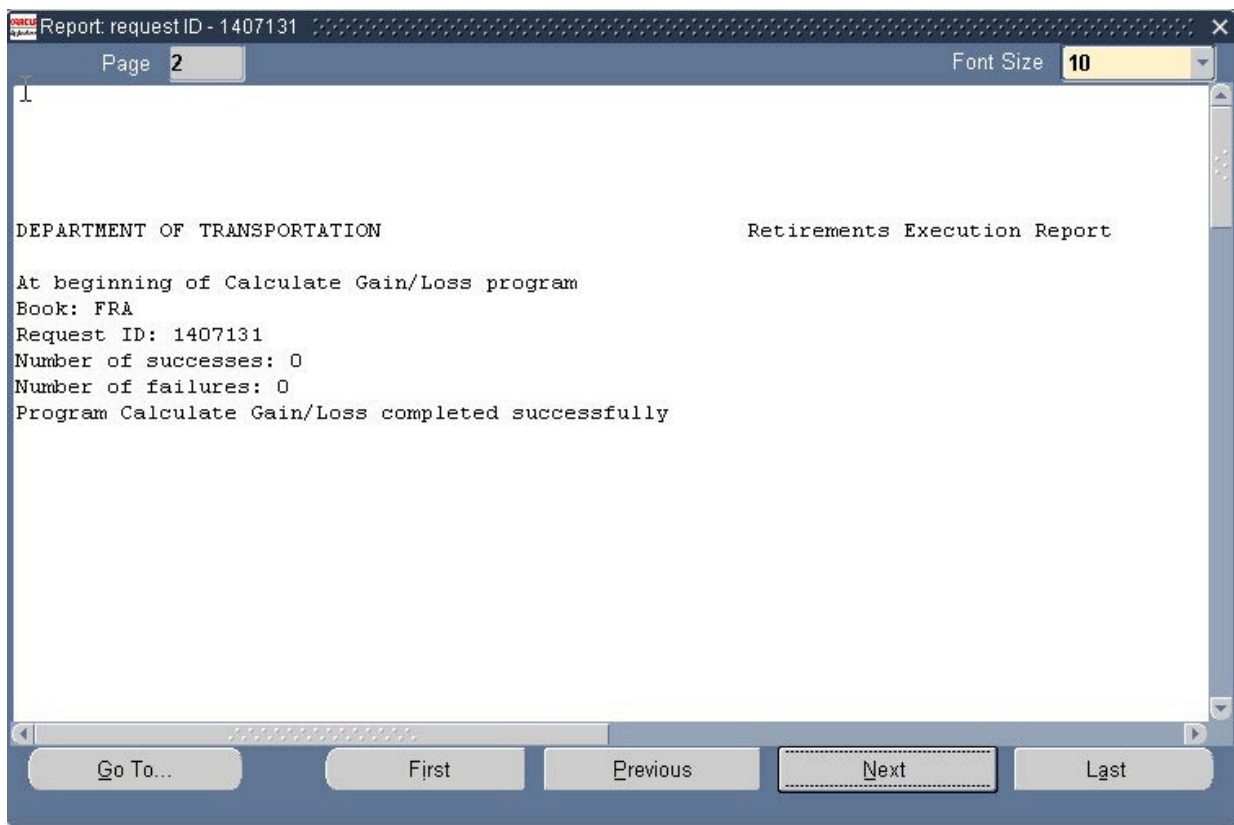 ORACLE
Applications
Report: request ID - 1407131
Page 2
Font Size 10
DEPARTMENT OF TRANSPORTATION Retirements Execution Report
At beginning of Calculate Gain/Loss program
Book: FRA
Request ID: 1407131
Number of successes: 0
Number of failures: 0
Program Calculate Gain/Loss completed successfully
Go To... First Previous Next Last